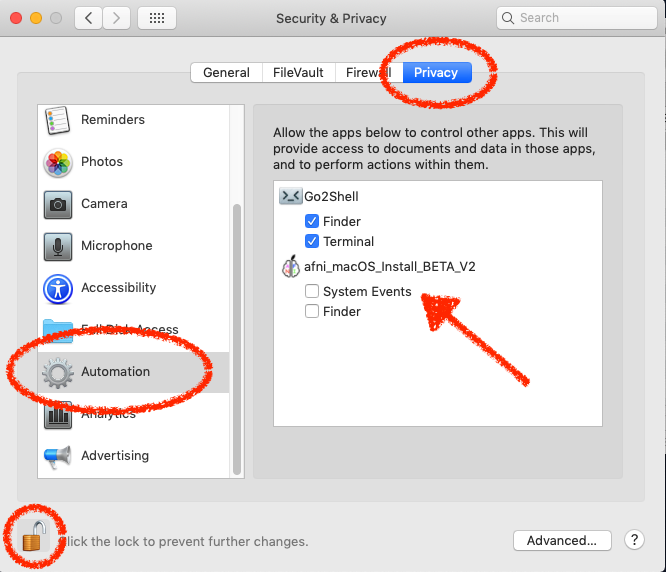 Security & Privacy
Search
General
FileVault
Firewall
Privacy
Reminders
Photos
Camera
Microphone
Accessibility
Full Disk Access
Automation
Analytics
Advertising
Allow the apps below to control other apps. This will
provide access to documents and data in those apps,
and to perform actions within them.
Go2Shell
Finder
Terminal
afni_macOS_Install_BETA_V2
System Events
Finder
Click the lock to prevent further changes.
Advanced...
?